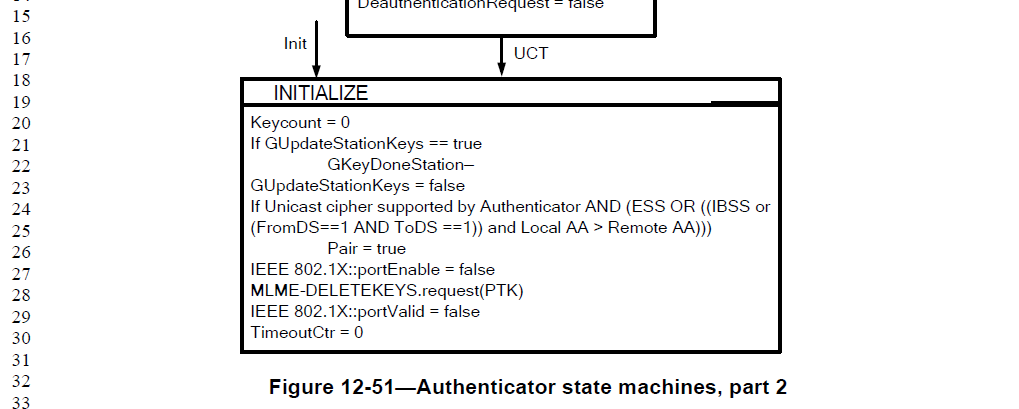 15
DeauthenticationRequest = false
16
Init
17
UCT
18
19 INITIALIZE
20 Keycount = 0
21 If GUpdateStationKeys == true
22 GKeyDoneStation–
23 GUpdateStationKeys = false
24 If Unicast cipher supported by Authenticator AND (ESS OR ((IBSS or
25 (FromDS==1 AND ToDS ==1)) and Local AA > Remote AA)))
26 Pair = true
27 IEEE 802.1X::portEnable = false
28 MLME-DELETEKEYS.request(PTK)
29 IEEE 802.1X::portValid = false
30 TimeoutCtr = 0
31
32 Figure 12-51—Authenticator state machines, part 2
33